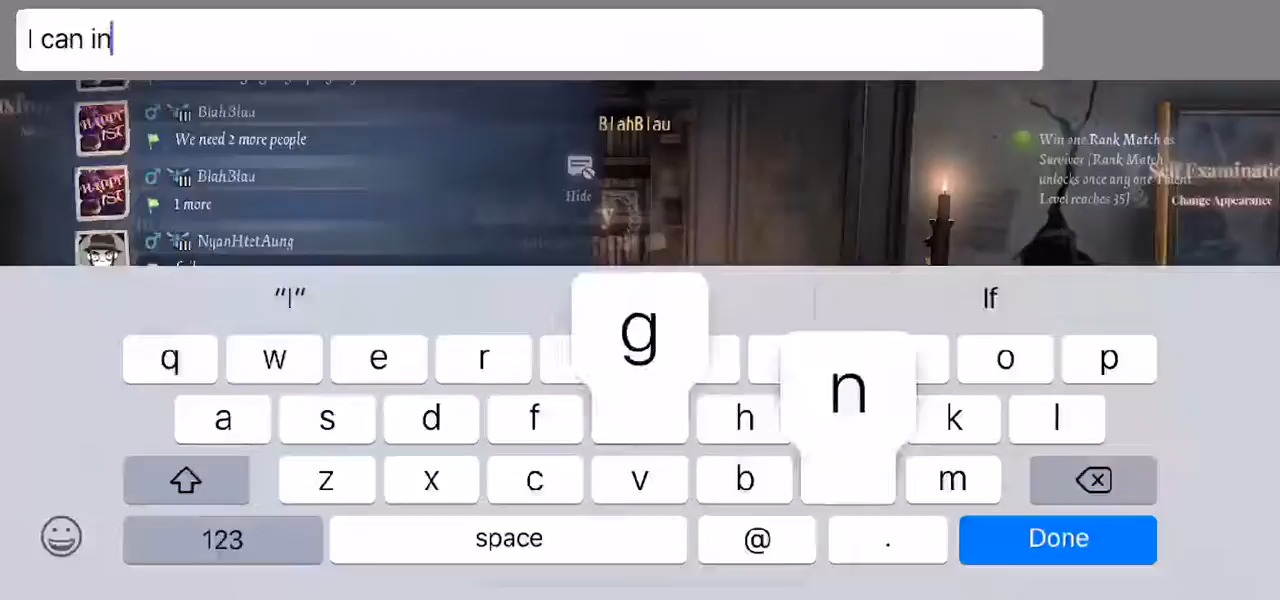 I can in
BlahBlau
We need 2 more people
BlahBlau
1 more
NyanHtetAung
BlahBlau
Hide
Win one Rank Match as
Survivor [Rank Match
unlocks once any one Talent
Level reaches 35]
Self Examinatio
Change Appearance
"I"
If
g
n
q w e r o p
a s d f h k l
z x c v b m
123 space @ . Done